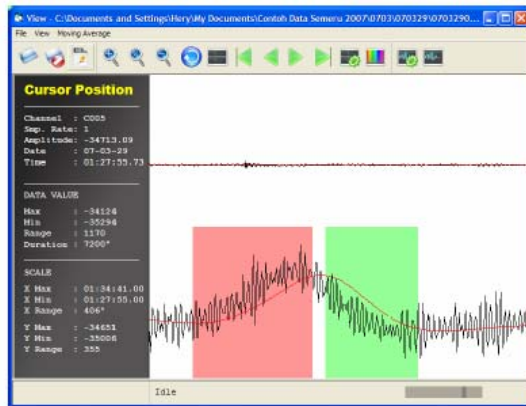 View - C:\Documents and Settings\Hery\My Documents\Contoh Data Semeru 2007\0703\070329\0703290...
File View Moving Average
Cursor Position
Channel : C005
Smp. Rate: 1
Amplitude: -34713.09
Date : 07-03-29
Time : 01:27:55.73
DATA VALUE
Max : -34124
Min : -35294
Range : 1170
Duration : 7200"
SCALE
X Max : 01:34:41.00
X Min : 01:27:55.00
X Range : 406"
Y Max : -34651
Y Min : -35006
Y Range : 355
Idle